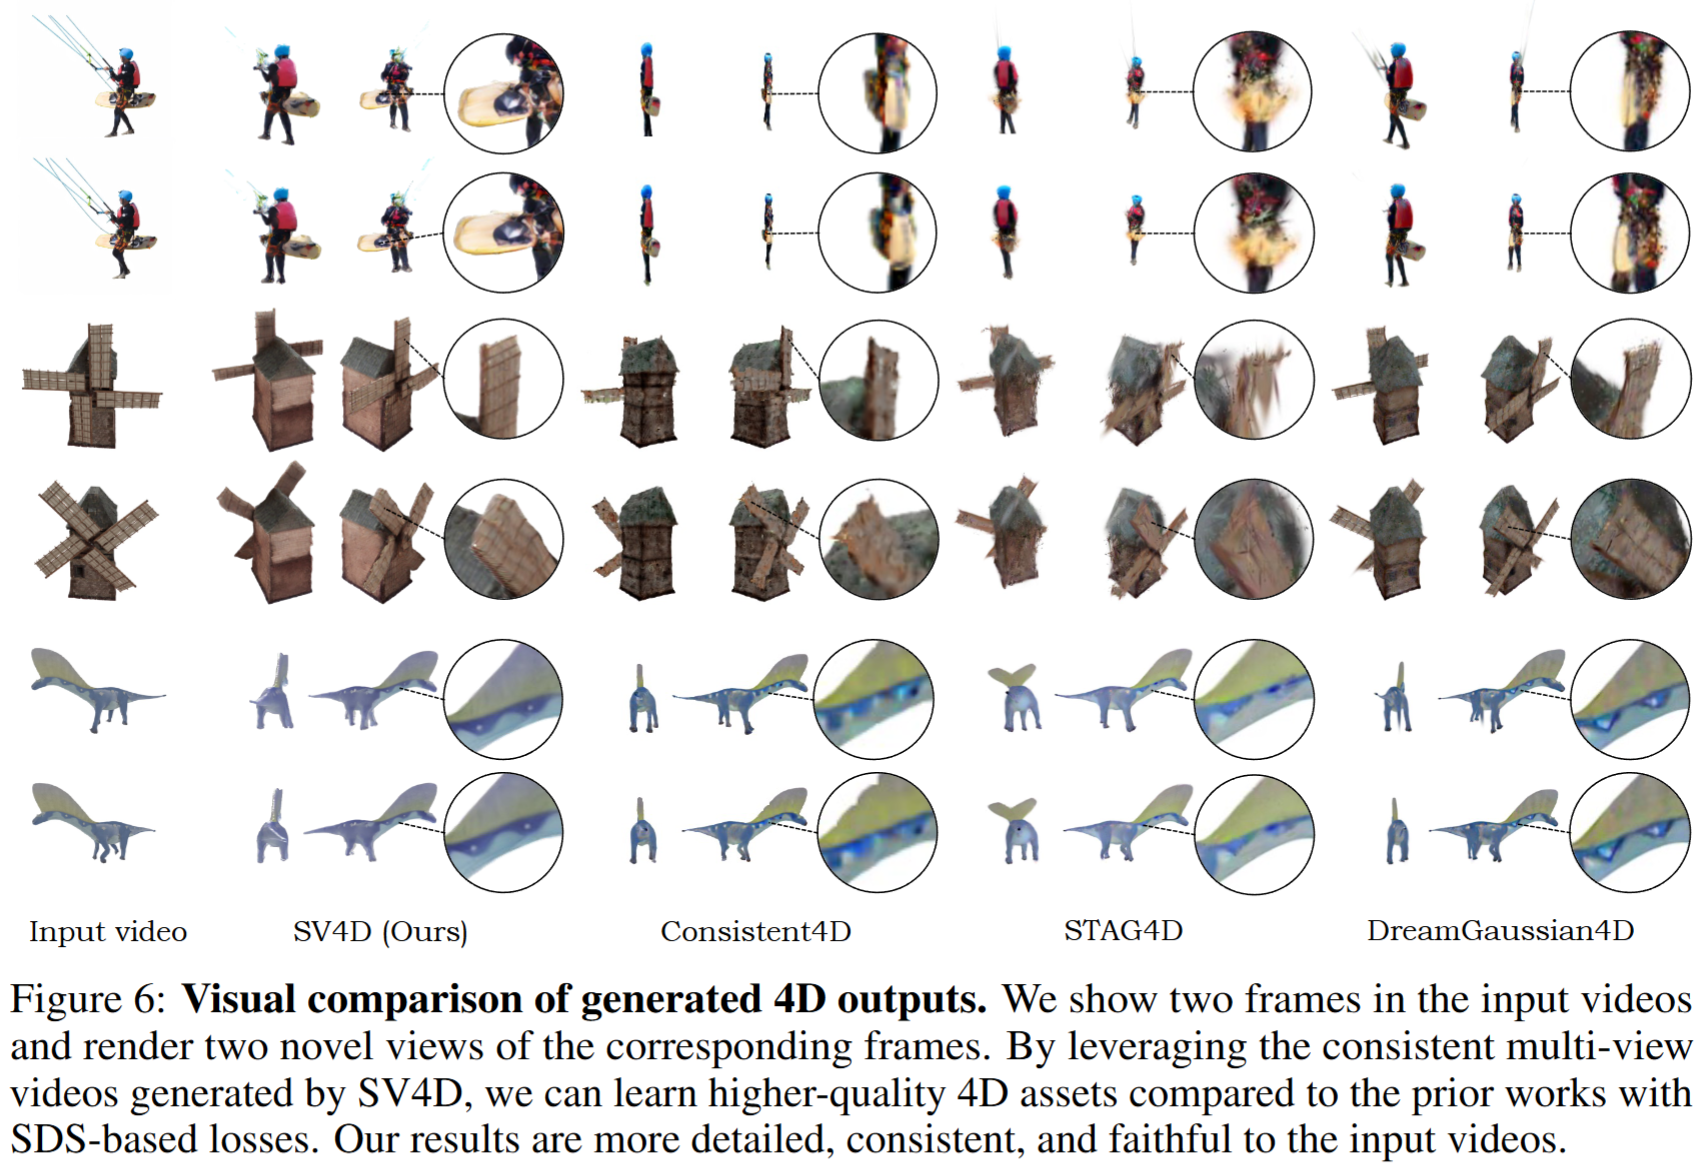 Input video
SV4D (Ours)
Consistent4D
STAG4D
DreamGaussian4D
Figure 6: Visual comparison of generated 4D outputs. We show two frames in the input videos
and render two novel views of the corresponding frames. By leveraging the consistent multi-view
videos generated by SV4D, we can learn higher-quality 4D assets compared to the prior works with
SDS-based losses. Our results are more detailed, consistent, and faithful to the input videos.